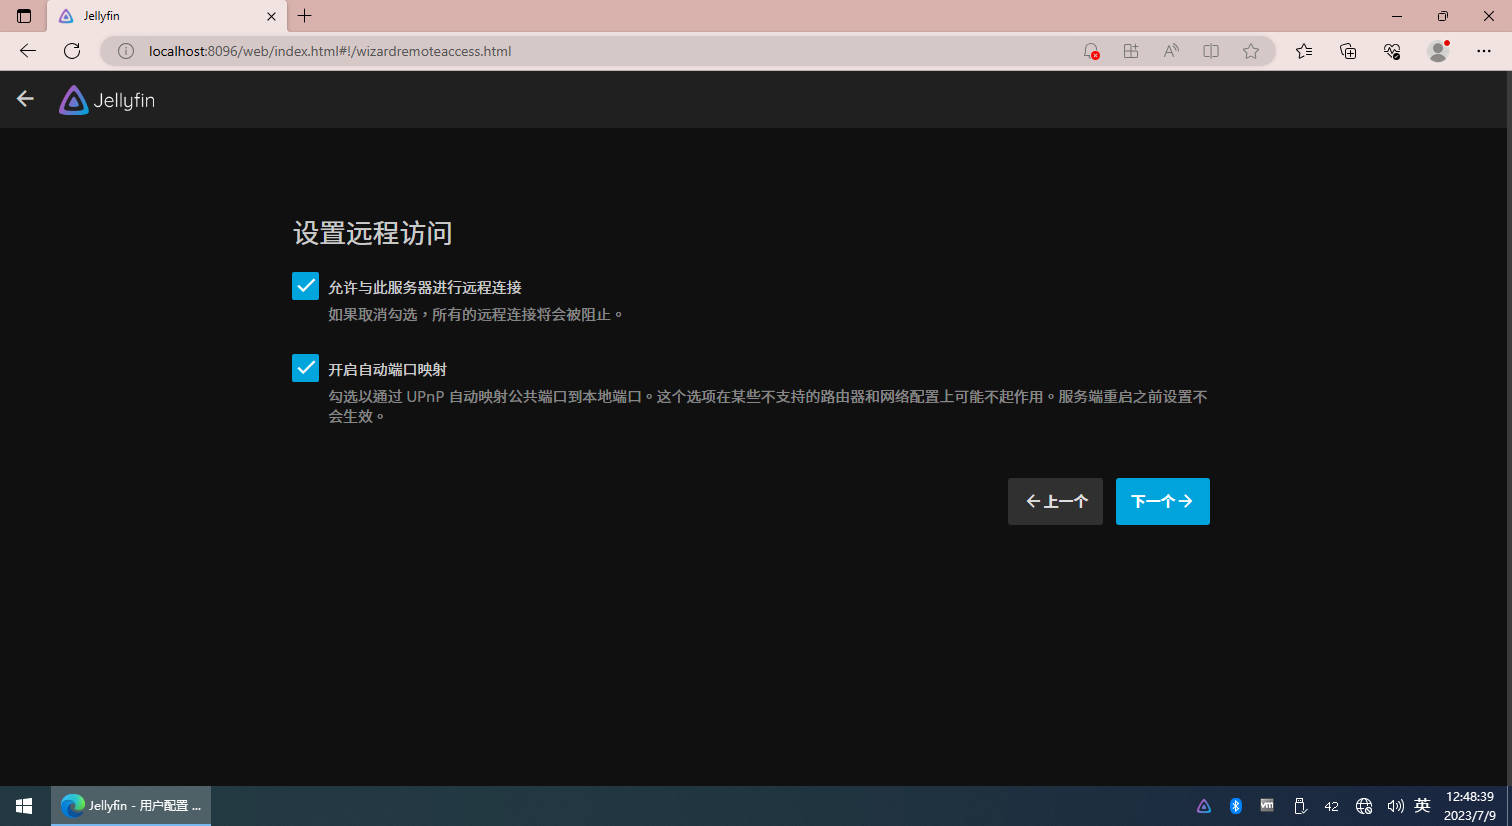 Jellyfin
localhost:8096/web/index.html#!/wizardremoteaccess.html
Jellyfin
设置远程访问
允许与此服务器进行远程连接
如果取消勾选，所有的远程连接将会被阻止。
开启自动端口映射
勾选以通过 UPnP 自动映射公共端口到本地端口。这个选项在某些不支持的路由器和网络配置上可能不起作用。服务端重启之前设置不
会生效。
←上一个
下一个→
Jellyfin - 用户配置 ...
vm
42
英
12:48:39
2023/7/9